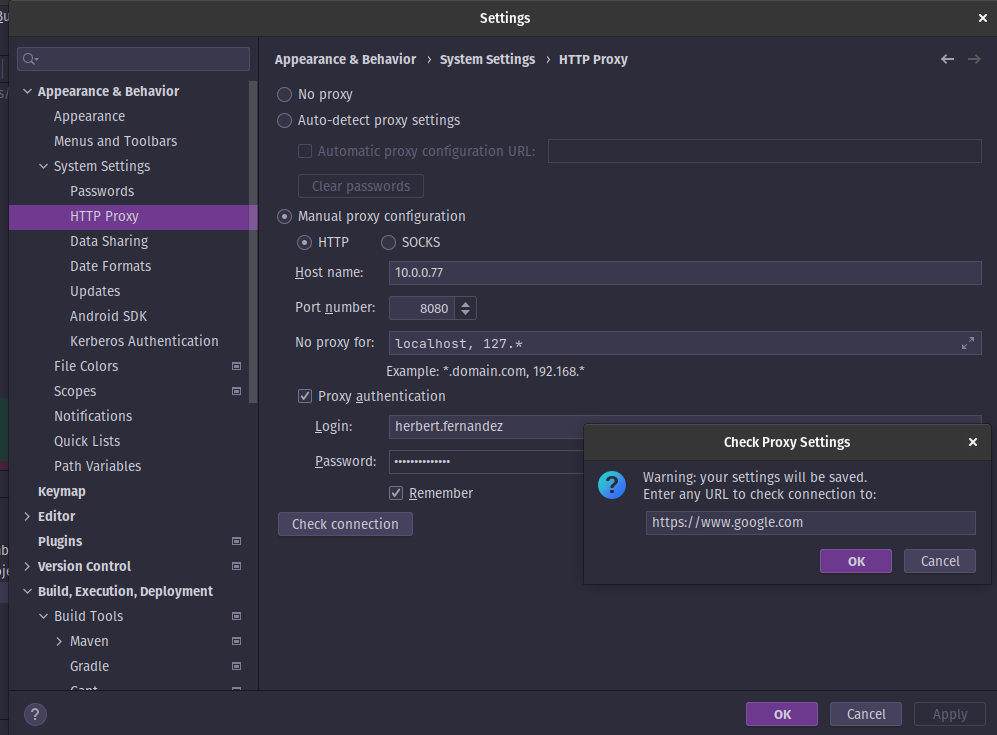 Settings
Appearance & Behavior
Appearance
Menus and Toolbars
System Settings
Passwords
HTTP Proxy
Data Sharing
Date Formats
Updates
Android SDK
Kerberos Authentication
File Colors
Scopes
Notifications
Quick Lists
Path Variables
Keymap
Editor
Plugins
Version Control
Build, Execution, Deployment
Build Tools
Maven
Gradle
Gant
Appearance & Behavior › System Settings › HTTP Proxy
No proxy
Auto-detect proxy settings
Automatic proxy configuration URL:
Clear passwords
Manual proxy configuration
HTTP SOCKS
Host name: 10.0.0.77
Port number: 8080
No proxy for: localhost, 127.*
Example: *.domain.com, 192.168.*
Proxy authentication
Login: herbert.fernandez
Password: •••••••••••••
Remember
Check connection
Check Proxy Settings
Warning: your settings will be saved.
Enter any URL to check connection to:
https://www.google.com
OK Cancel
? OK Cancel Apply